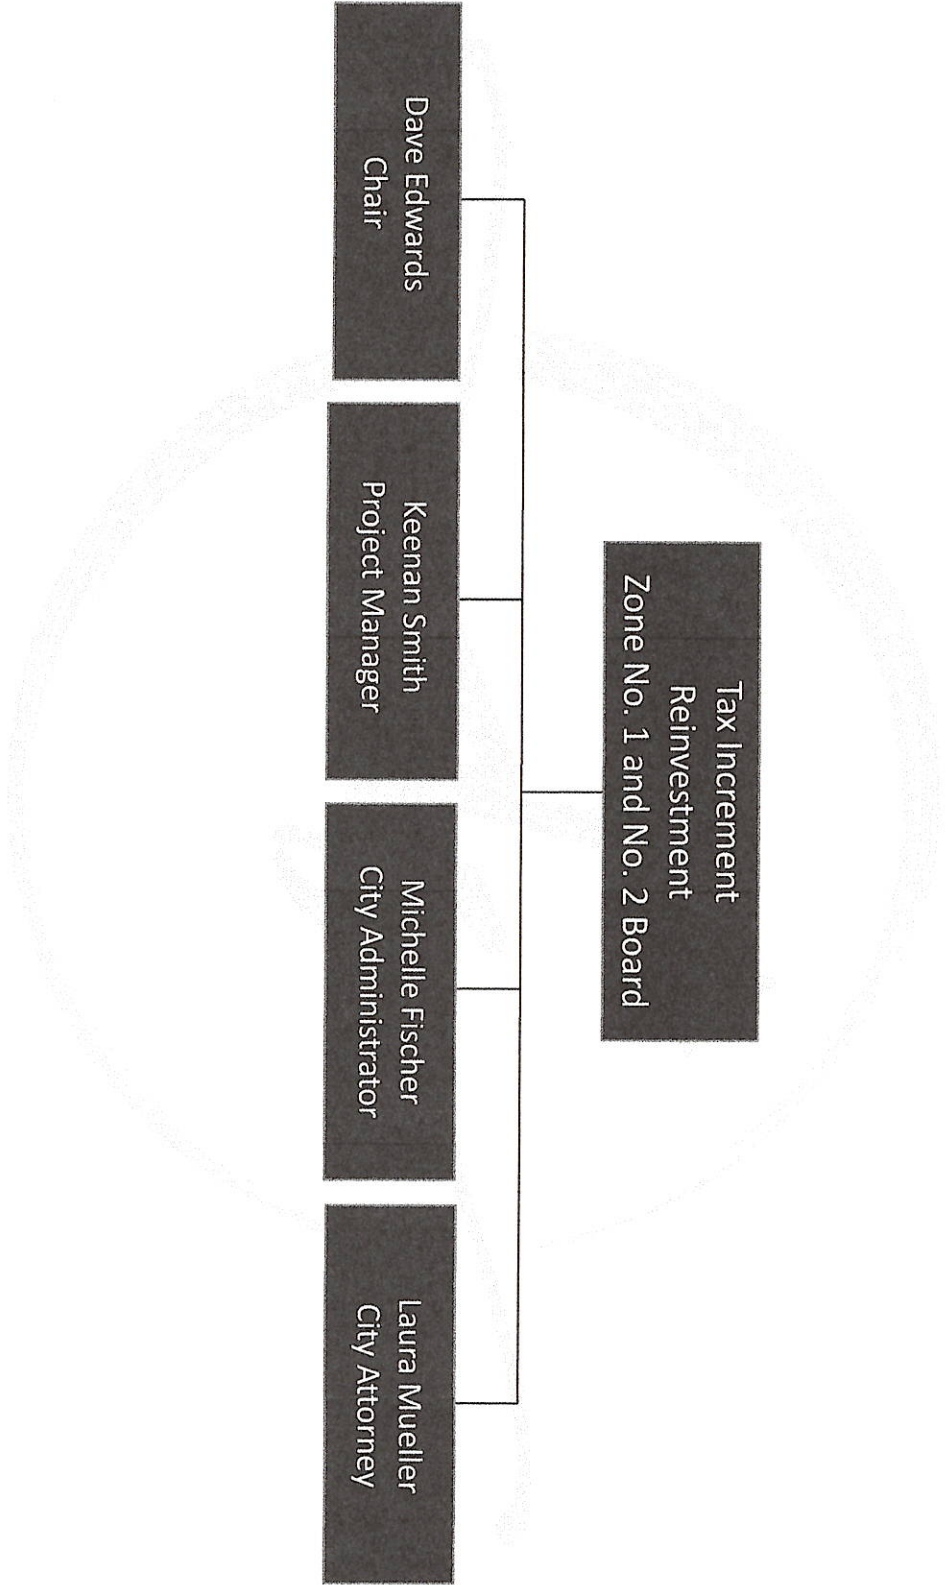 Tax Increment
Reinvestment
Zone No. 1 and No. 2 Board
Dave Edwards
Chair
Keenan Smith
Project Manager
Michelle Fischer
City Administrator
Laura Mueller
City Attorney